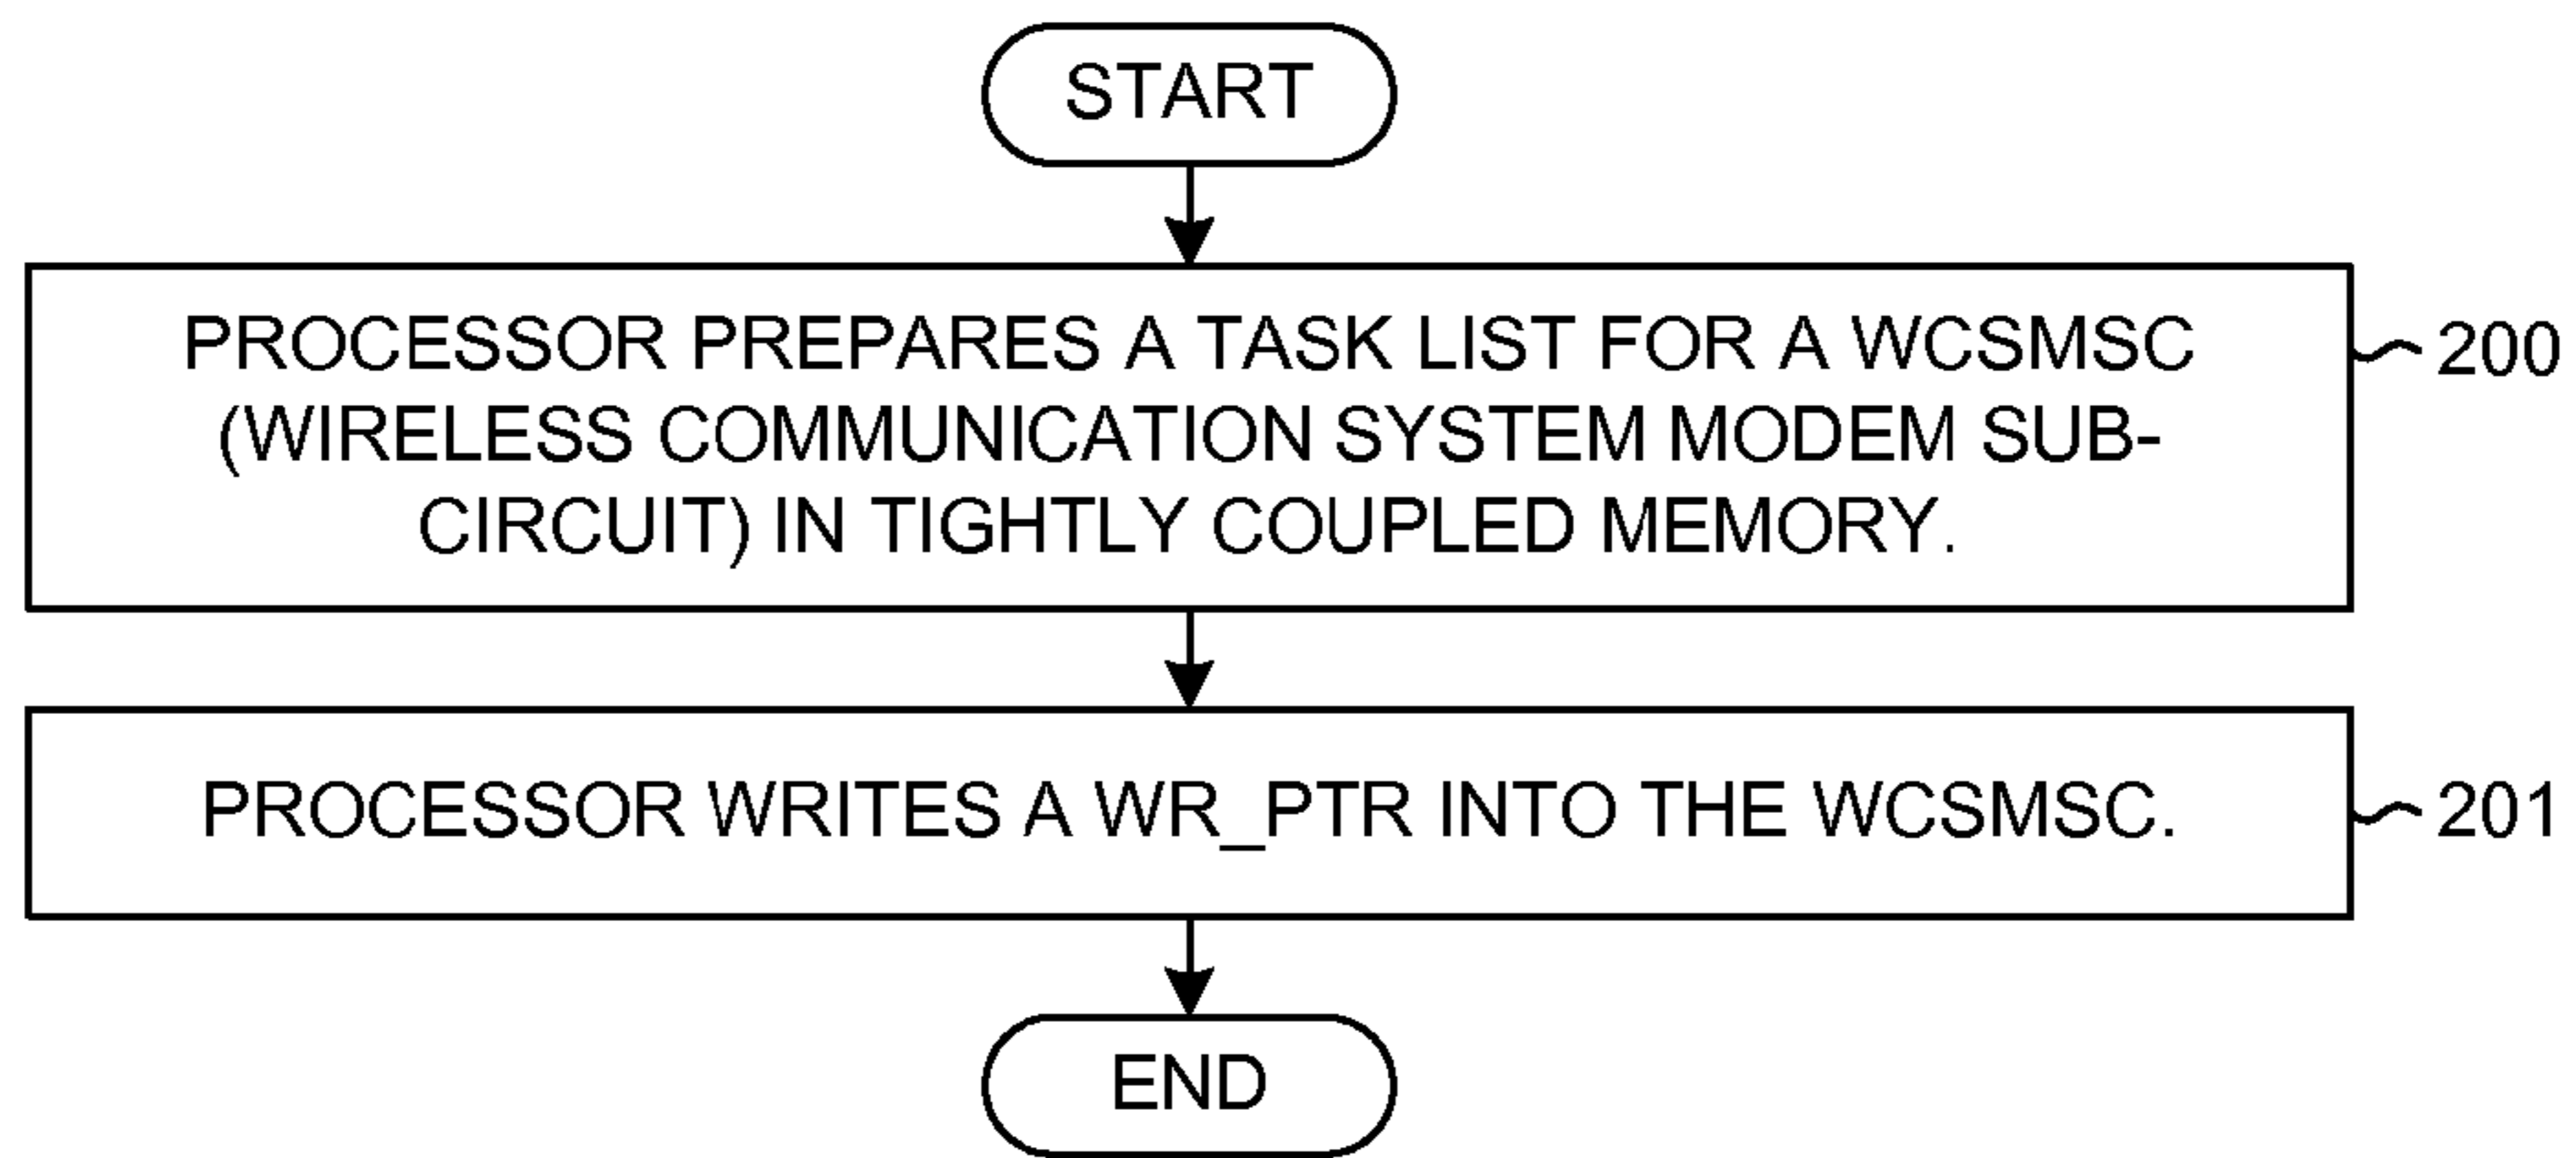 START
PROCESSOR PREPARES A TASK LIST FOR A WCSMSC
(WIRELESS COMMUNICATION SYSTEM MODEM SUB-
CIRCUIT) IN TIGHTLY COUPLED MEMORY.
200
PROCESSOR WRITES A WR_PTR INTO THE WCSMSC.
201
END